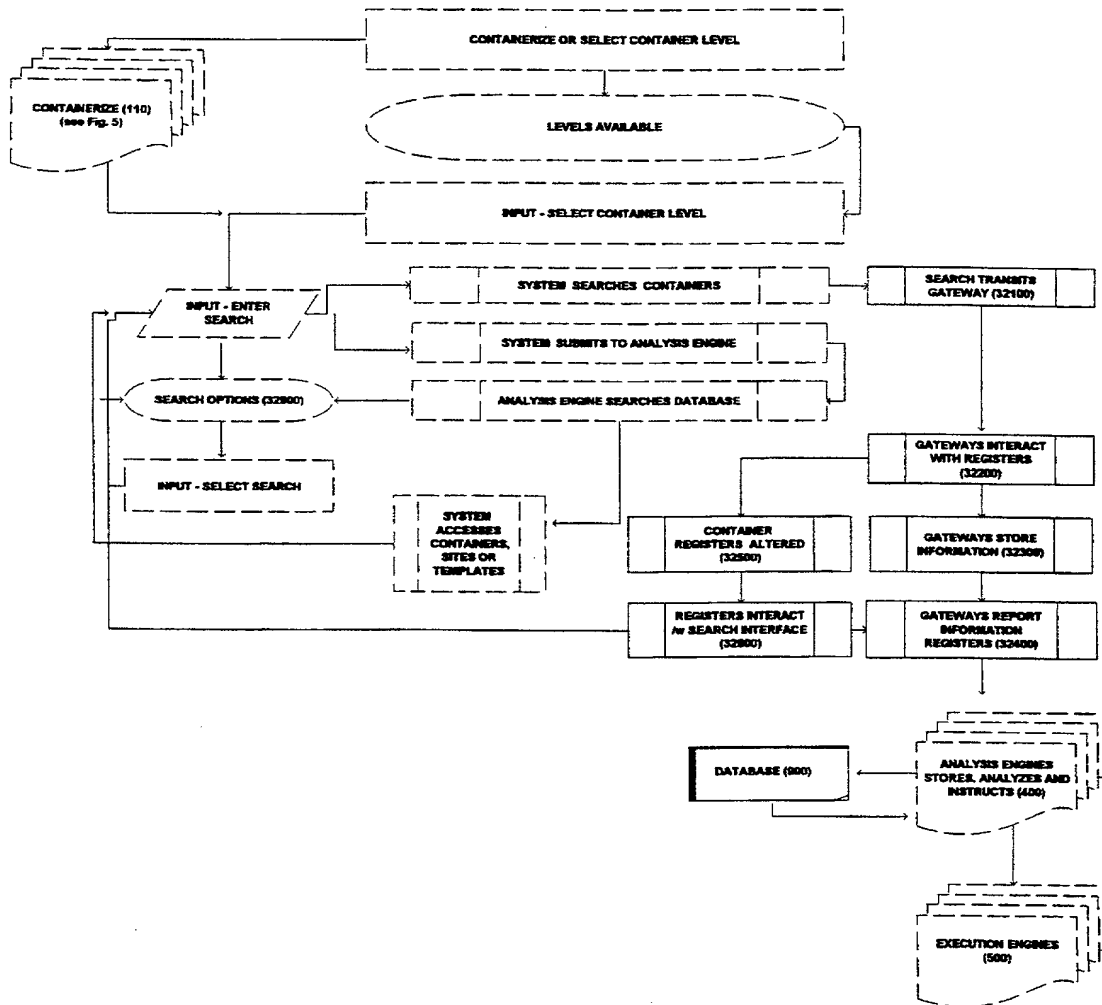 CONTAINERIZE OR SELECT CONTAINER LEVEL
CONTAINERIZE (110)
(see Fig. 5)
LEVELS AVAILABLE
INPUT - SELECT CONTAINER LEVEL
SYSTEM SEARCHES CONTAINERS
SEARCH TRANSITS
GATEWAY (32100)
INPUT - ENTER
SEARCH
SYSTEM SUBMITS TO ANALYSIS ENGINE
SEARCH OPTIONS (32900)
ANALYSIS ENGINE SEARCHES DATABASE
GATEWAYS INTERACT
WITH REGISTERS
(32200)
INPUT - SELECT SEARCH
SYSTEM
ACCESSES
CONTAINERS,
SITES OR
TEMPLATES
CONTAINER
REGISTERS ALTERED
(32500)
GATEWAYS STORE
INFORMATION (32300)
REGISTERS INTERACT
/w SEARCH INTERFACE
GATEWAYS REPORT
INFORMATION
REGISTERS (32400)
DATABASE (900)
ANALYSIS ENGINES
STORES, ANALYZES AND
INSTRUCTS (400)
EXECUTION ENGINES
(500)